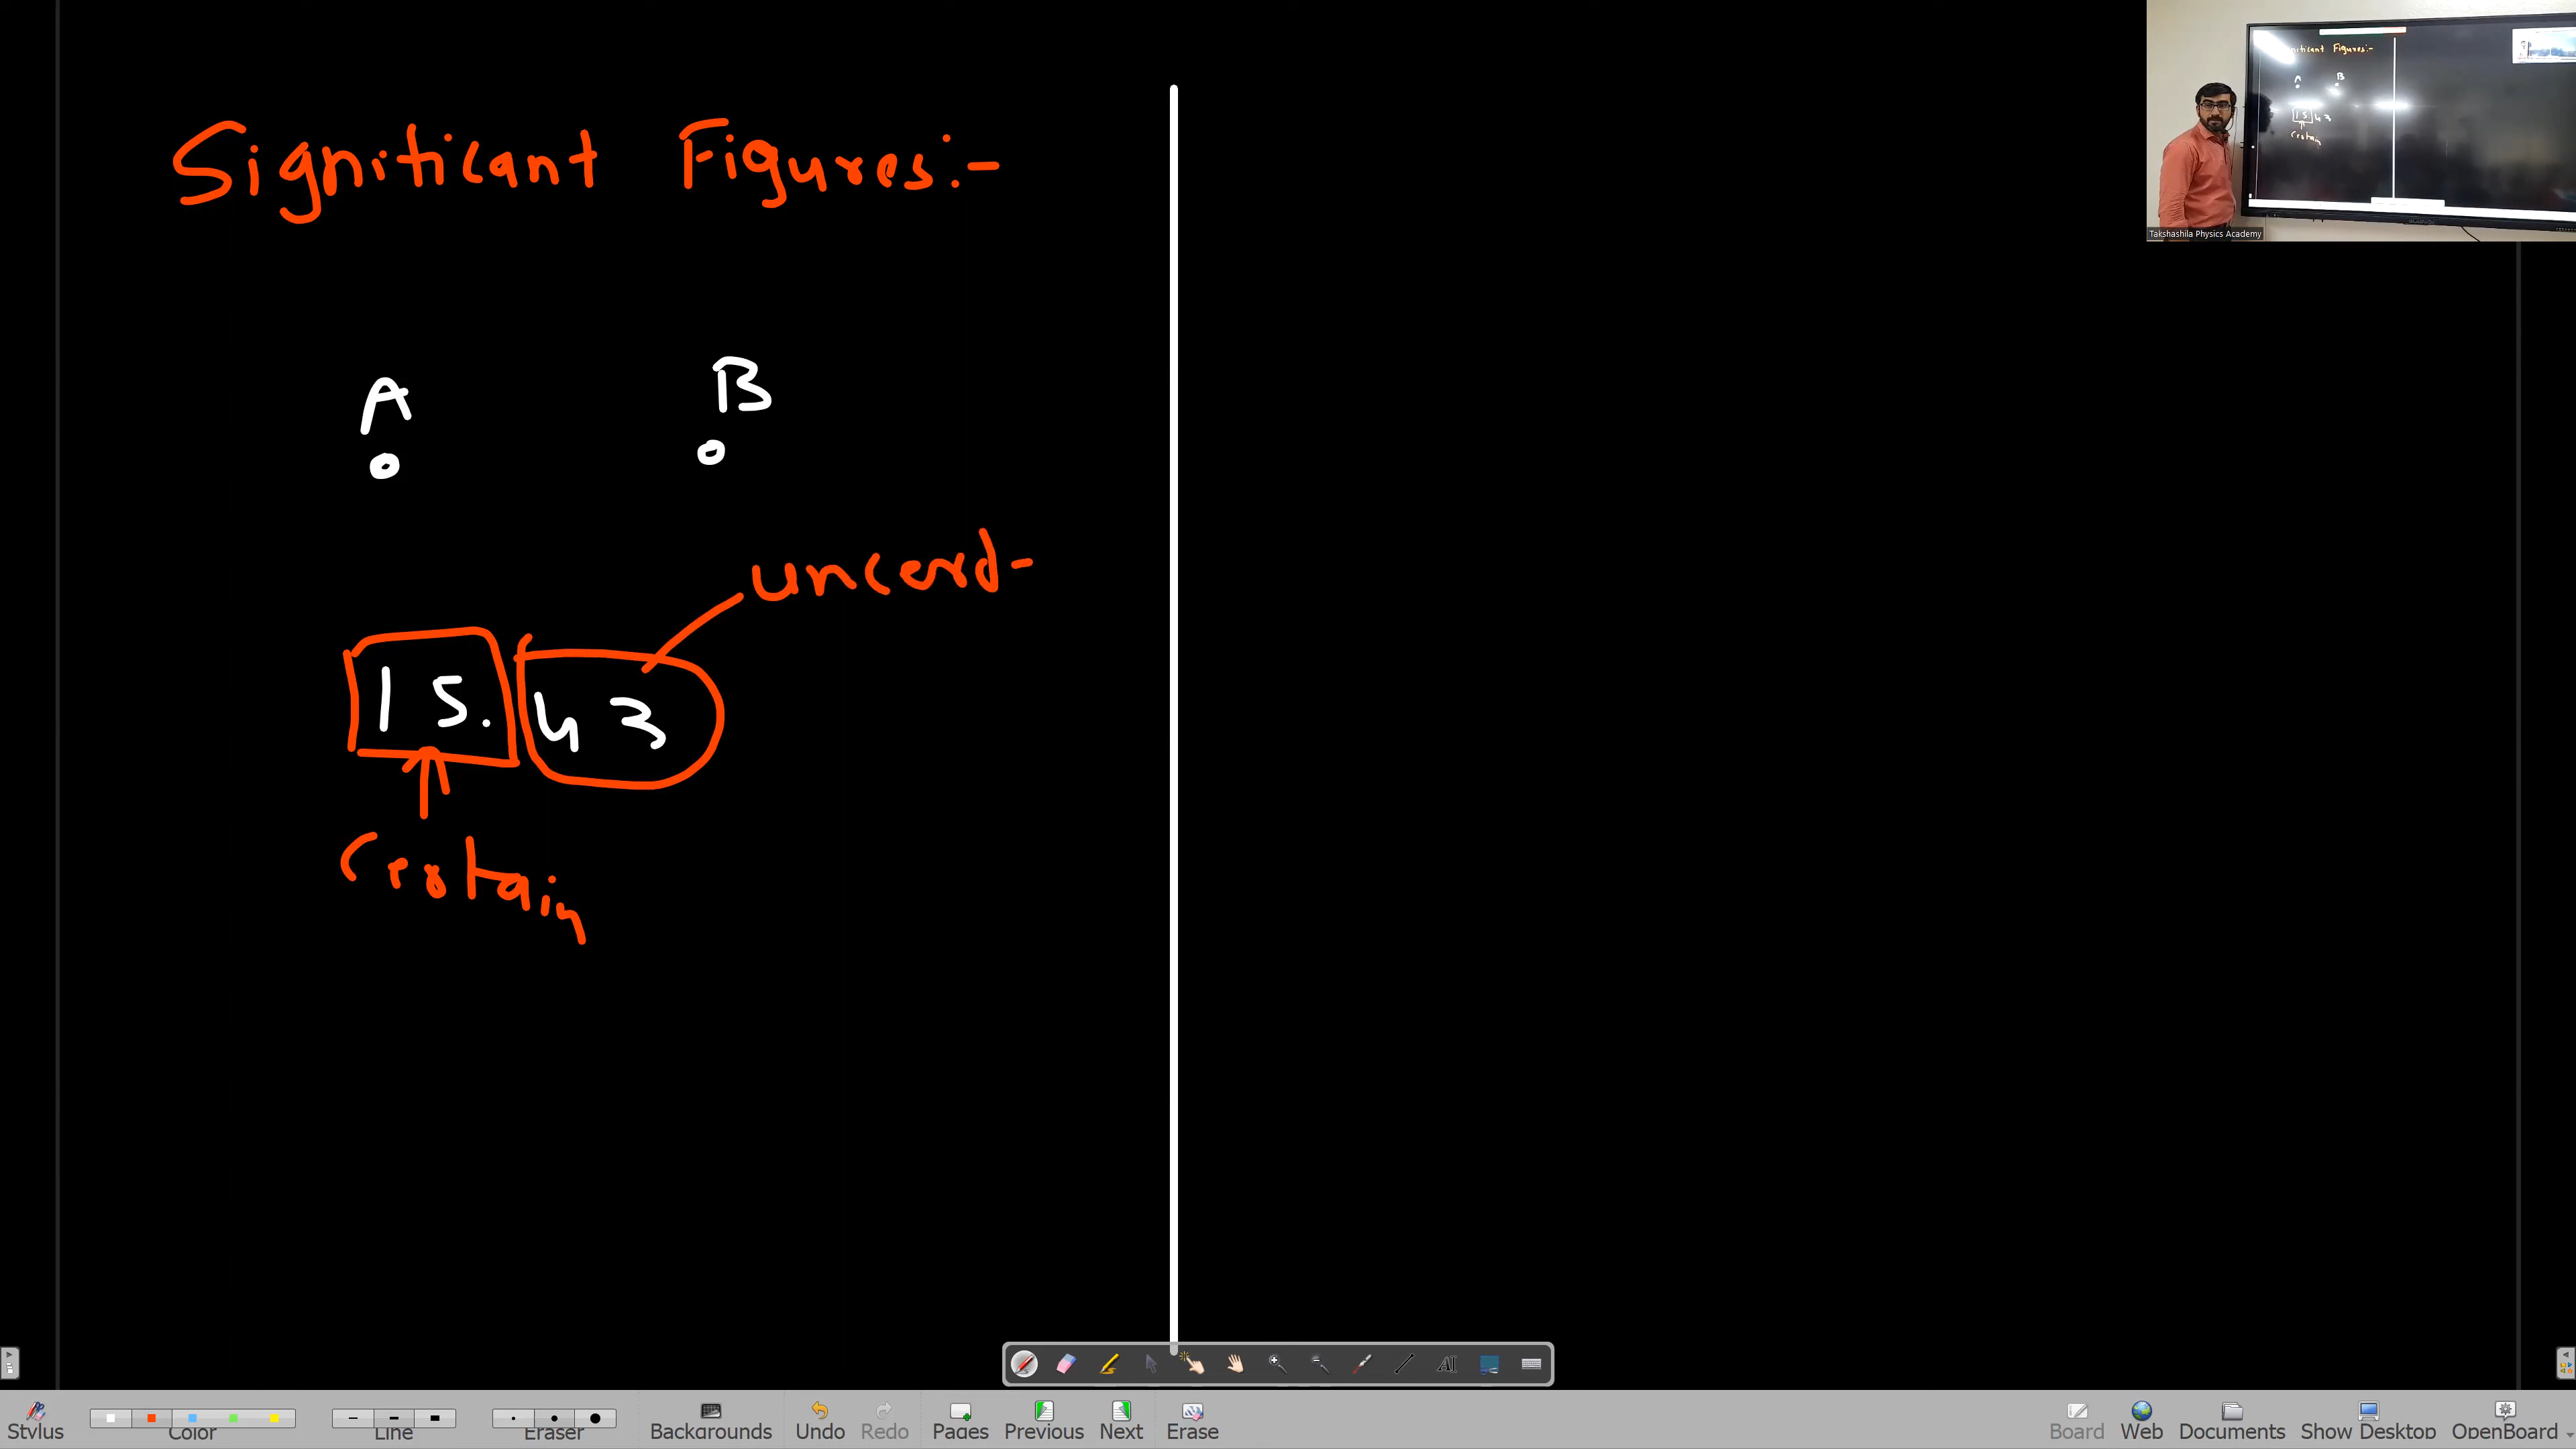 Significant Figures:-
A B
uncerd-
15.43
Certain
Takshashila Physics Academy
Stylus Color Line Eraser Backgrounds Undo Redo Pages Previous Next Erase Board Web Documents Show Desktop OpenBoard